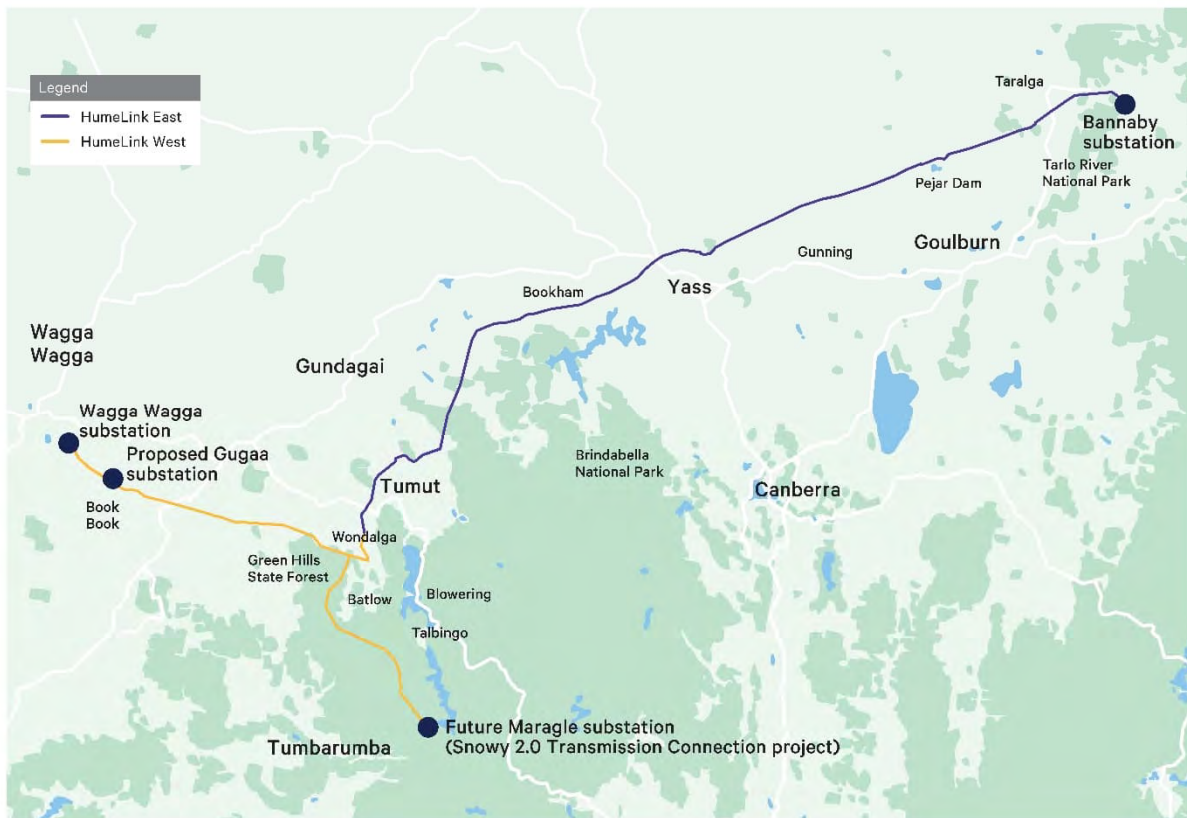 Legend
HumeLink East
HumeLink West
Taralga
Bannaby
substation
Tarlo River
National Park
Pejar Dam
Goulburn
Gunning
Yass
Bookham
Wagga
Wagga
Gundagai
Wagga Wagga
substation
Proposed Gugaa
substation
Book
Book
Brindabella
National Park
Tumut
Canberra
Wondalga
Green Hills
State Forest
Batlow
Blowering
Talbingo
Future Maragle substation
(Snowy 2.0 Transmission Connection project)
Tumbarumba